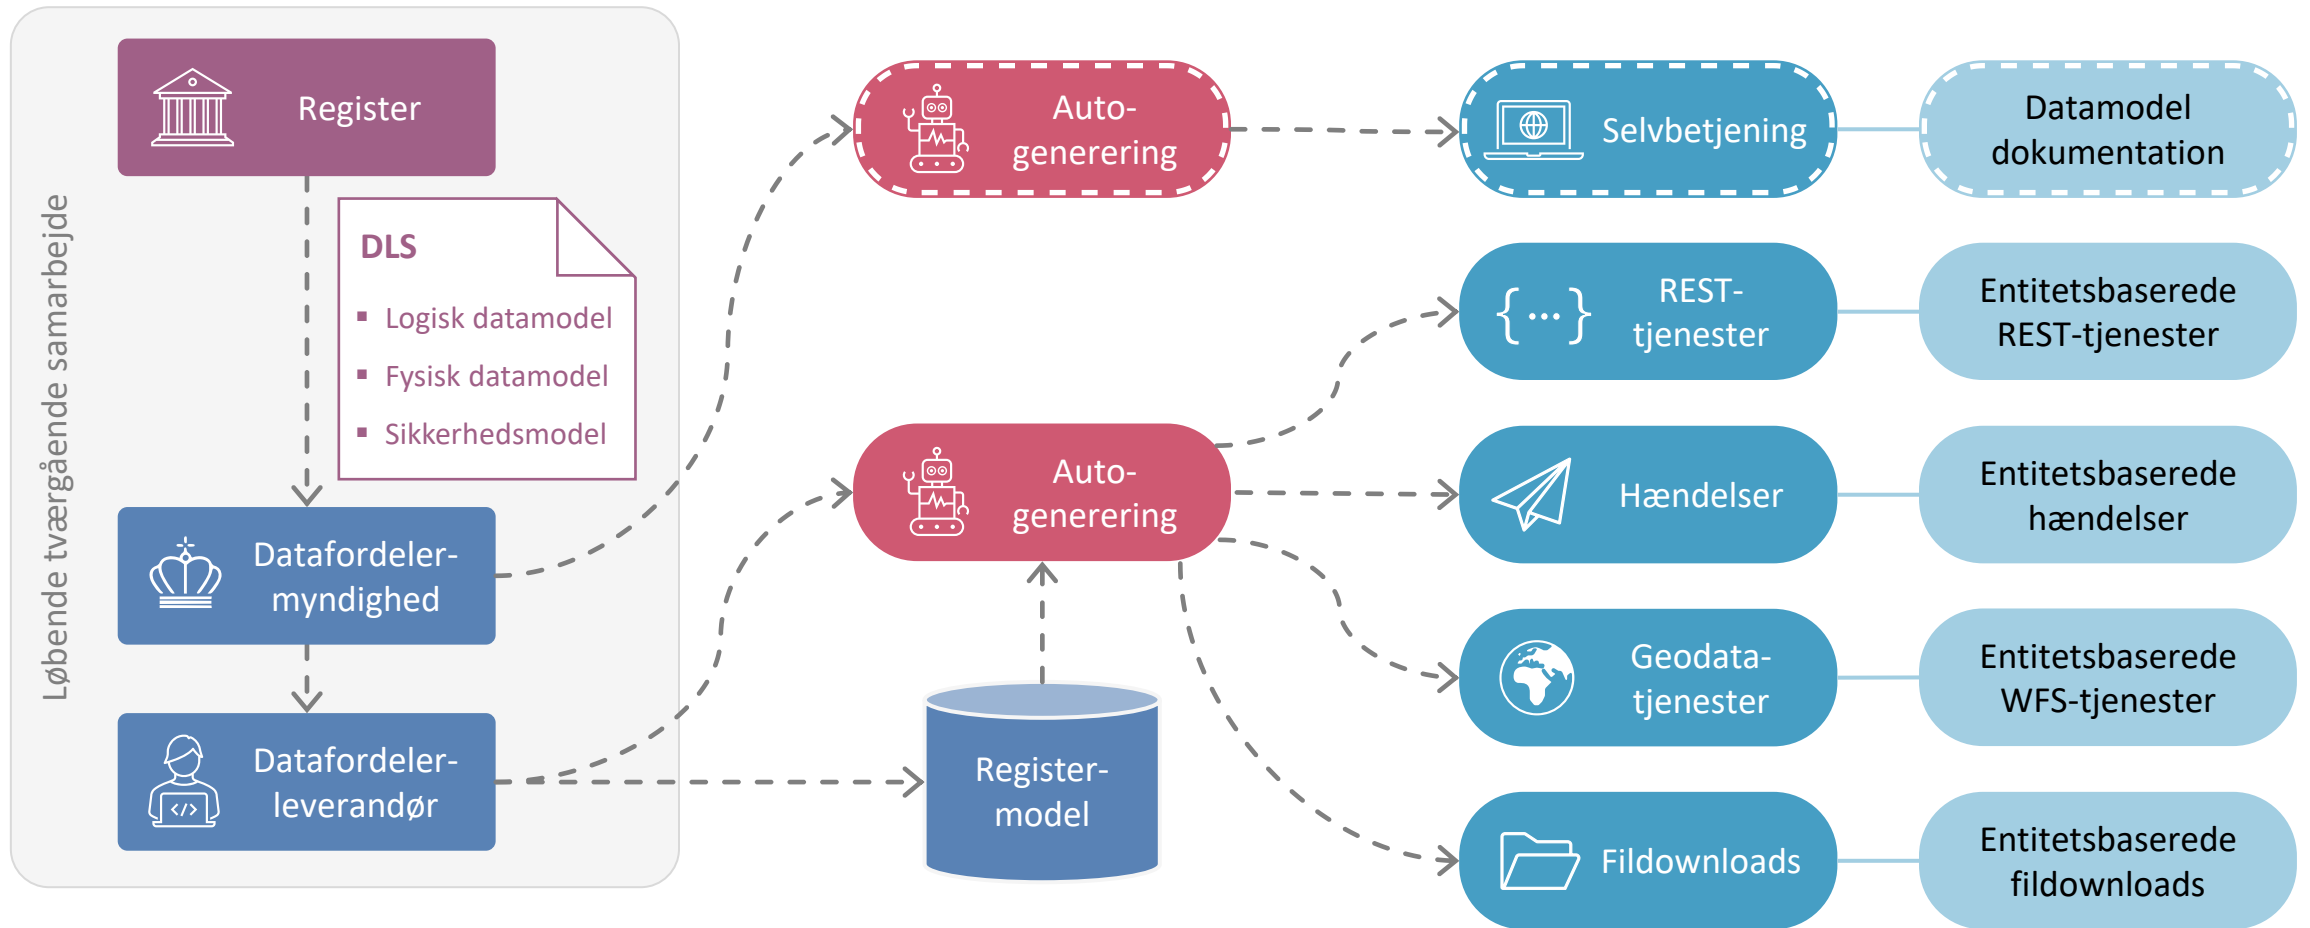 Løbende tværgående samarbejde
Register
DLS
▪ Logisk datamodel
▪ Fysisk datamodel
▪ Sikkerhedsmodel
Datafordeler-
myndighed
Datafordeler-
leverandør
Auto-
generering
Auto-
generering
Register-
model
Selvbetjening
Datamodel
dokumentation
{...} REST-
tjenester
Entitetsbaserede
REST-tjenester
Hændelser
Entitetsbaserede
hændelser
Geodata-
tjenester
Entitetsbaserede
WFS-tjenester
Fildownloads
Entitetsbaserede
fildownloads